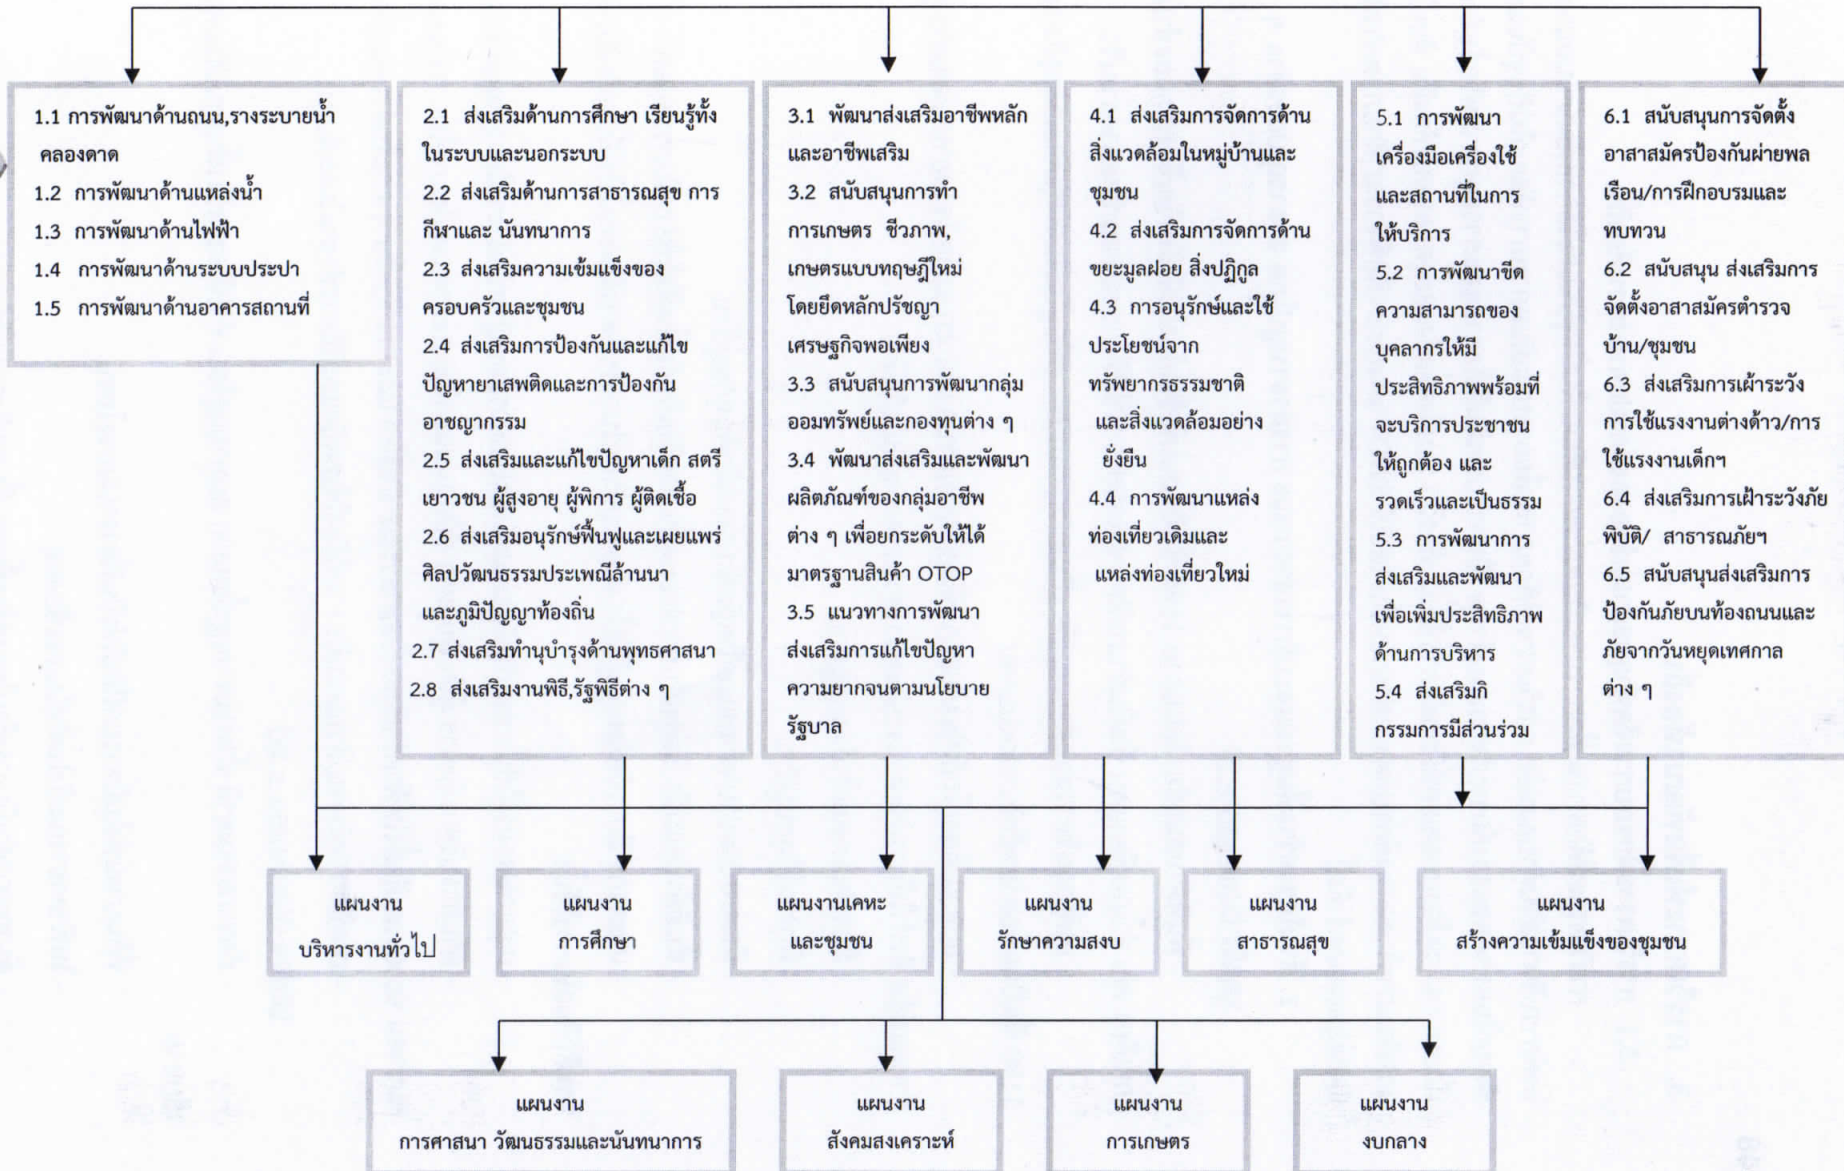 1.1 การพัฒนาด้านถนน,รางระบายน้ำ
คลองดาด
1.2 การพัฒนาด้านแหล่งน้ำ
1.3 การพัฒนาด้านไฟฟ้า
1.4 การพัฒนาด้านระบบประปา
1.5 การพัฒนาด้านอาคารสถานที่
2.1 ส่งเสริมด้านการศึกษา เรียนรู้ทั้ง
ในระบบและนอกระบบ
2.2 ส่งเสริมด้านการสาธารณสุข การ
กีฬาและ นันทนาการ
2.3 ส่งเสริมความเข้มแข็งของ
ครอบครัวและชุมชน
2.4 ส่งเสริมการป้องกันและแก้ไข
ปัญหายาเสพติดและการป้องกัน
อาชญากรรม
2.5 ส่งเสริมและแก้ไขปัญหาเด็ก สตรี
เยาวชน ผู้สูงอายุ ผู้พิการ ผู้ติดเชื้อ
2.6 ส่งเสริมอนุรักษ์ฟื้นฟูและเผยแพร่
ศิลปวัฒนธรรมประเพณีล้านนา
และภูมิปัญญาท้องถิ่น
2.7 ส่งเสริมทำนุบำรุงด้านพุทธศาสนา
2.8 ส่งเสริมงานพิธี,รัฐพิธีต่าง ๆ
3.1 พัฒนาส่งเสริมอาชีพหลัก
และอาชีพเสริม
3.2 สนับสนุนการทำ
การเกษตร ชีวภาพ,
เกษตรแบบทฤษฎีใหม่
โดยยึดหลักปรัชญา
เศรษฐกิจพอเพียง
3.3 สนับสนุนการพัฒนากลุ่ม
ออมทรัพย์และกองทุนต่าง ๆ
3.4 พัฒนาส่งเสริมและพัฒนา
ผลิตภัณฑ์ของกลุ่มอาชีพ
ต่าง ๆ เพื่อยกระดับให้ได้
มาตรฐานสินค้า OTOP
3.5 แนวทางการพัฒนา
ส่งเสริมการแก้ไขปัญหา
ความยากจนตามนโยบาย
รัฐบาล
4.1 ส่งเสริมการจัดการด้าน
สิ่งแวดล้อมในหมู่บ้านและ
ชุมชน
4.2 ส่งเสริมการจัดการด้าน
ขยะมูลฝอย สิ่งปฏิกูล
4.3 การอนุรักษ์และใช้
ประโยชน์จาก
ทรัพยากรธรรมชาติ
และสิ่งแวดล้อมอย่าง
ยั่งยืน
4.4 การพัฒนาแหล่ง
ท่องเที่ยวเดิมและ
แหล่งท่องเที่ยวใหม่
5.1 การพัฒนา
เครื่องมือเครื่องใช้
และสถานที่ในการ
ให้บริการ
5.2 การพัฒนาขีด
ความสามารถของ
บุคลากรให้มี
ประสิทธิภาพพร้อมที่
จะบริการประชาชน
ให้ถูกต้อง และ
รวดเร็วและเป็นธรรม
5.3 การพัฒนาการ
ส่งเสริมและพัฒนา
เพื่อเพิ่มประสิทธิภาพ
ด้านการบริหาร
5.4 ส่งเสริมกิ
กรรมการมีส่วนร่วม
6.1 สนับสนุนการจัดตั้ง
อาสาสมัครป้องกันผ่ายพล
เรือน/การฝึกอบรมและ
ทบทวน
6.2 สนับสนุน ส่งเสริมการ
จัดตั้งอาสาสมัครตำรวจ
บ้าน/ชุมชน
6.3 ส่งเสริมการเฝ้าระวัง
การใช้แรงงานต่างด้าว/การ
ใช้แรงงานเด็กฯ
6.4 ส่งเสริมการเฝ้าระวังภัย
พิบัติ/ สาธารณภัยฯ
6.5 สนับสนุนส่งเสริมการ
ป้องกันภัยบนท้องถนนและ
ภัยจากวันหยุดเทศกาล
ต่าง ๆ
แผนงาน
บริหารงานทั่วไป
แผนงาน
การศึกษา
แผนงานเคหะ
และชุมชน
แผนงาน
รักษาความสงบ
แผนงาน
สาธารณสุข
แผนงาน
สร้างความเข้มแข็งของชุมชน
แผนงาน
การศาสนา วัฒนธรรมและนันทนาการ
แผนงาน
สังคมสงเคราะห์
แผนงาน
การเกษตร
แผนงาน
งบกลาง